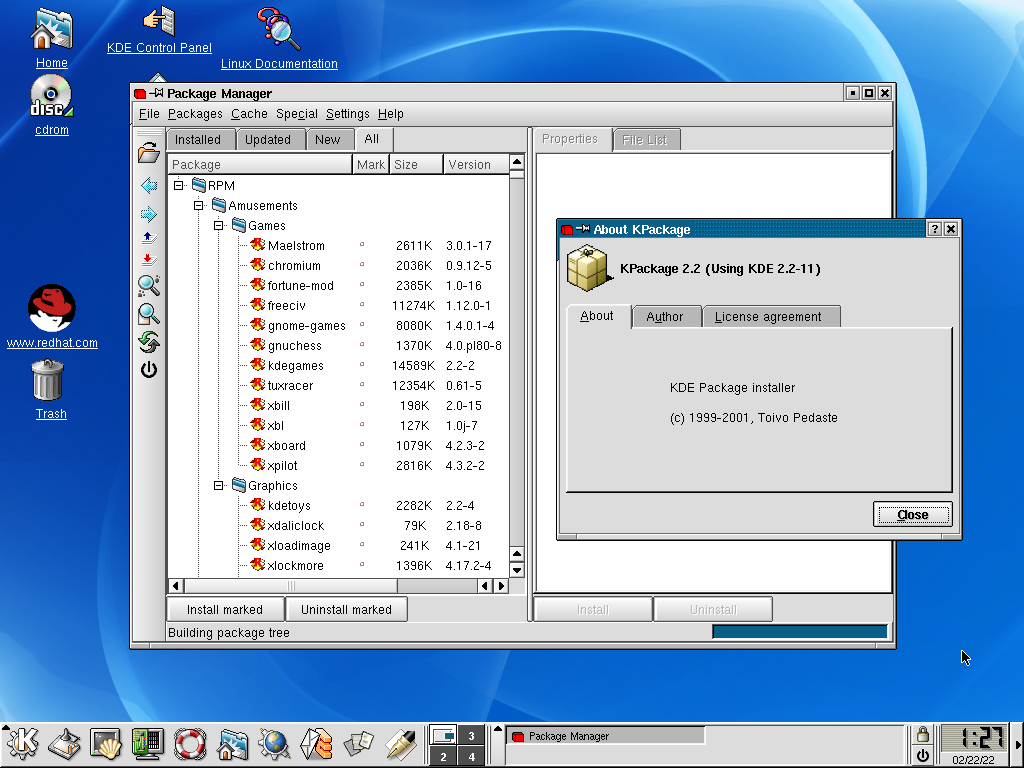 Home
KDE Control Panel
Linux Documentation
disc
cdrom
www.redhat.com
Trash
Package Manager
File Packages Cache Special Settings Help
Installed Updated New All
Package Mark Size Version
RPM
Amusements
Games
Maelstrom 2611K 3.0.1-17
chromium 2036K 0.9.12-5
fortune-mod 2385K 1.0-16
freeciv 11274K 1.12.0-1
gnome-games 8080K 1.4.0.1-4
gnuchess 1370K 4.0.pl80-8
kdegames 14589K 2.2-2
tuxracer 12354K 0.61-5
xbill 198K 2.0-15
xbl 127K 1.0j-7
xboard 1079K 4.2.3-2
xpilot 2816K 4.3.2-2
Graphics
kdetoys 2282K 2.2-4
xdaliclock 79K 2.18-8
xloadimage 241K 4.1-21
xlockmore 1396K 4.17.2-4
Install marked Uninstall marked
Building package tree
Properties File List
Install Uninstall
About KPackage
KPackage 2.2 (Using KDE 2.2-11)
About Author License agreement
KDE Package installer
(c) 1999-2001, Toivo Pedaste
Close
3
2 4
Package Manager
1:27
02/22/22